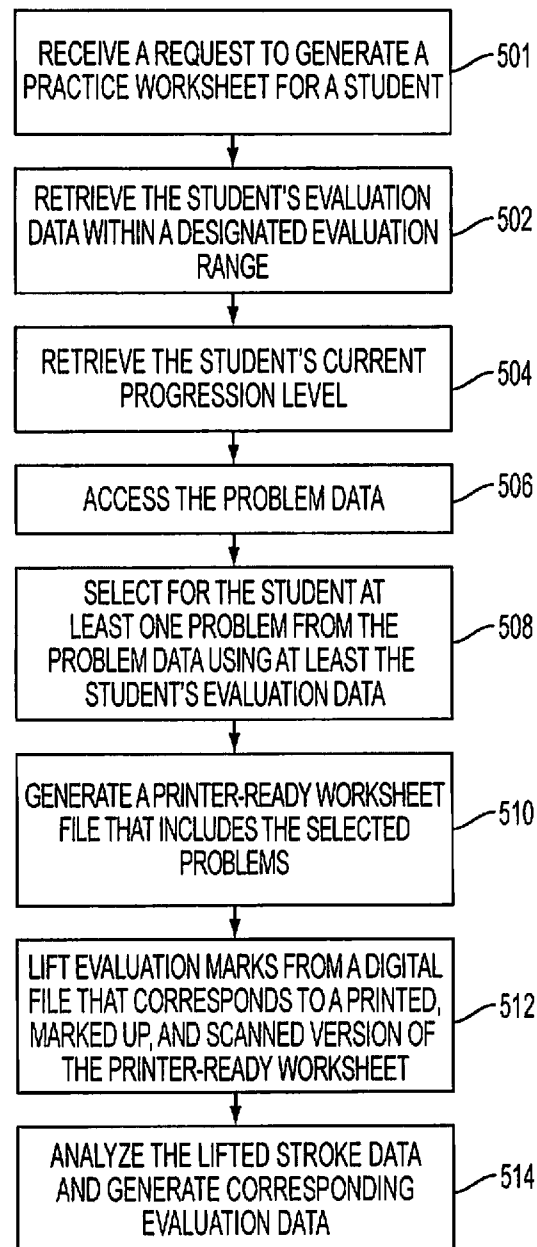 RECEIVE A REQUEST TO GENERATE A
PRACTICE WORKSHEET FOR A STUDENT
501
RETRIEVE THE STUDENT'S EVALUATION
DATA WITHIN A DESIGNATED EVALUATION
RANGE
502
RETRIEVE THE STUDENT'S CURRENT
PROGRESSION LEVEL
504
ACCESS THE PROBLEM DATA
506
SELECT FOR THE STUDENT AT
LEAST ONE PROBLEM FROM THE
PROBLEM DATA USING AT LEAST THE
STUDENT'S EVALUATION DATA
508
GENERATE A PRINTER-READY WORKSHEET
FILE THAT INCLUDES THE SELECTED
PROBLEMS
510
LIFT EVALUATION MARKS FROM A DIGITAL
FILE THAT CORRESPONDS TO A PRINTED,
MARKED UP, AND SCANNED VERSION OF
THE PRINTER-READY WORKSHEET
512
ANALYZE THE LIFTED STROKE DATA
AND GENERATE CORRESPONDING
EVALUATION DATA
514